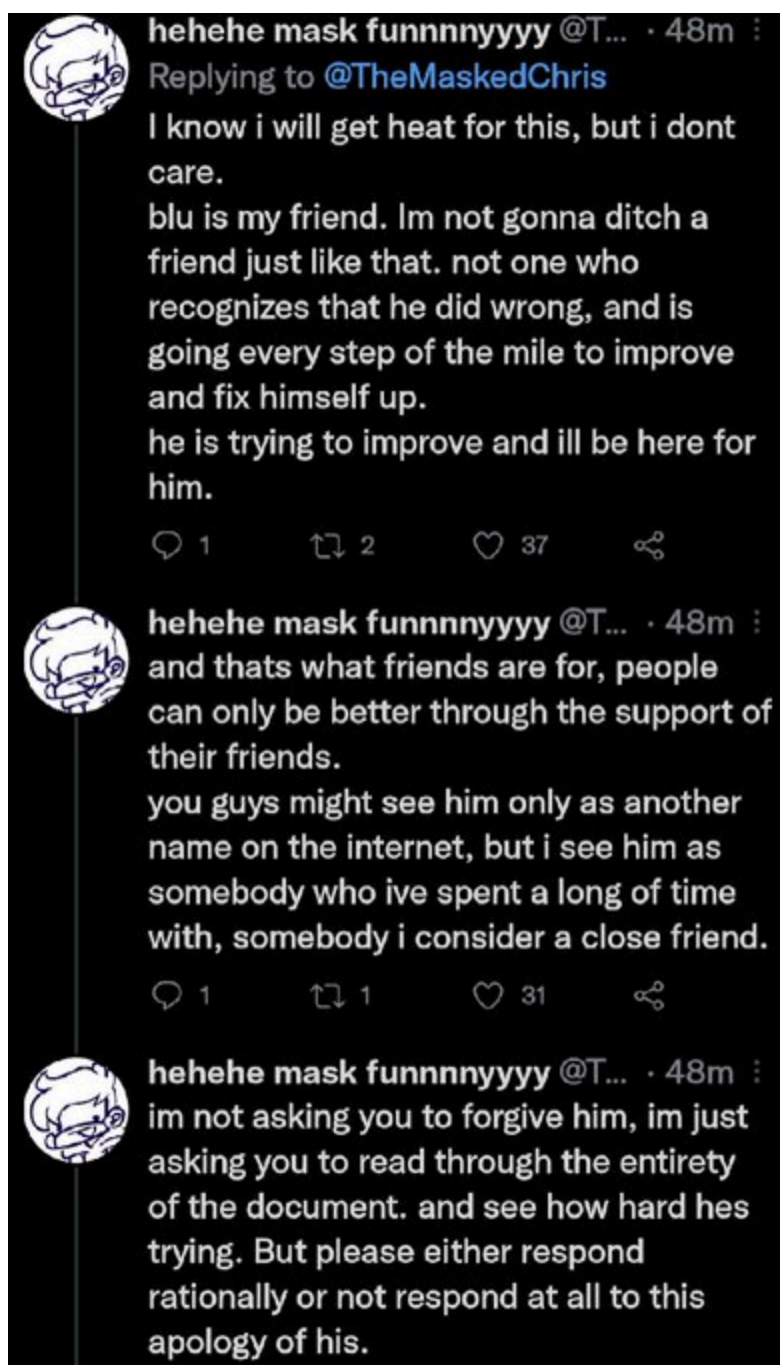 hehehe mask funnnnyyyy @T... · 48m
Replying to @TheMaskedChris
I know i will get heat for this, but i dont
care.
blu is my friend. Im not gonna ditch a
friend just like that. not one who
recognizes that he did wrong, and is
going every step of the mile to improve
and fix himself up.
he is trying to improve and ill be here for
him.
1 2 37
hehehe mask funnnnyyyy @T... · 48m
and thats what friends are for, people
can only be better through the support of
their friends.
you guys might see him only as another
name on the internet, but i see him as
somebody who ive spent a long of time
with, somebody i consider a close friend.
1 1 31
hehehe mask funnnnyyyy @T... · 48m
im not asking you to forgive him, im just
asking you to read through the entirety
of the document. and see how hard hes
trying. But please either respond
rationally or not respond at all to this
apology of his.